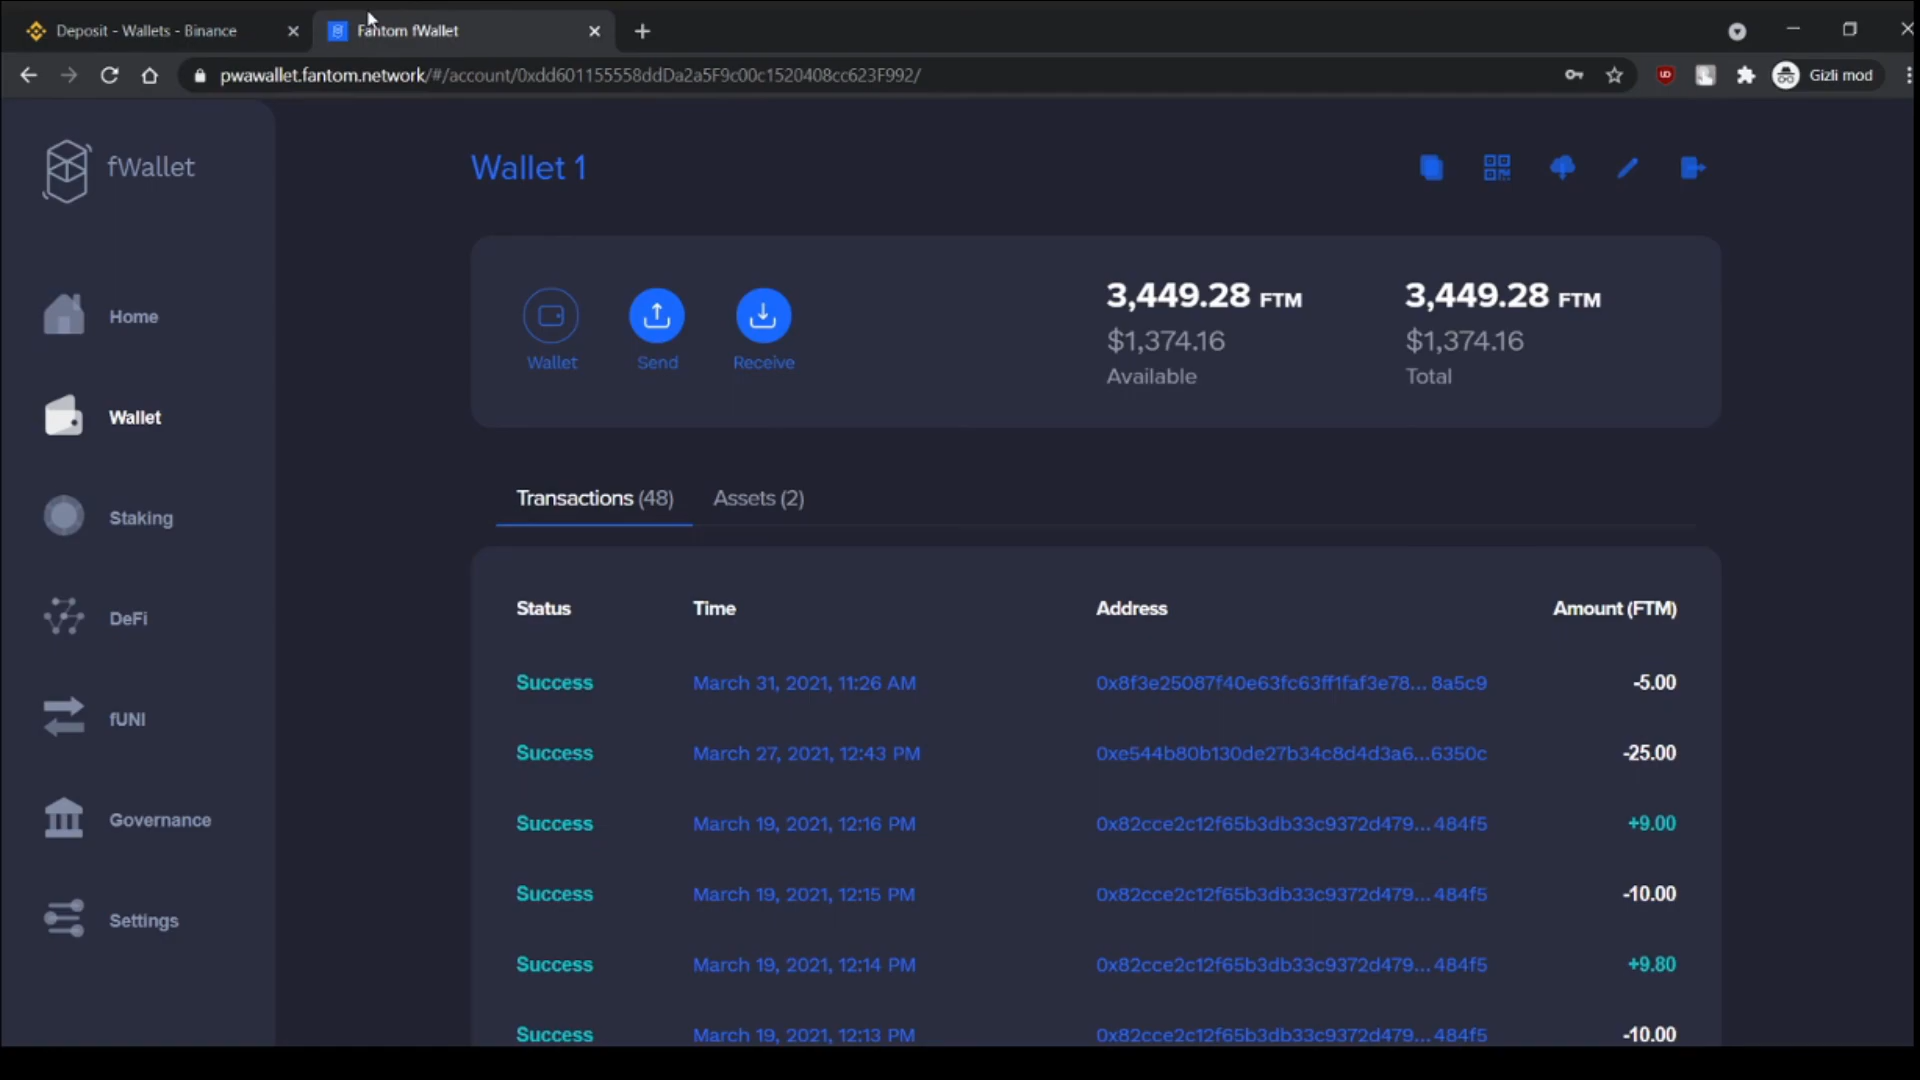 Deposit - Wallets - Binance
Fantom fWallet
pwawallet.fantom.network/#/account/0xdd601155558ddDa2a5F9c00c1520408cc623F992/
Gizli mod
fWallet
Home
Wallet
Staking
DeFi
fUNI
Governance
Settings
Wallet 1
Wallet
Send
Receive
3,449.28 FTM
$1,374.16
Available
3,449.28 FTM
$1,374.16
Total
Transactions (48)
Assets (2)
Status Time Address Amount (FTM)
Success March 31, 2021, 11:26 AM 0x8f3e25087f40e63fc63ff1faf3e78... 8a5c9 -5.00
Success March 27, 2021, 12:43 PM 0xe544b80b130de27b34c8d4d3a6...6350c -25.00
Success March 19, 2021, 12:16 PM 0x82cce2c12f65b3db33c9372d479... 484f5 +9.00
Success March 19, 2021, 12:15 PM 0x82cce2c12f65b3db33c9372d479... 484f5 -10.00
Success March 19, 2021, 12:14 PM 0x82cce2c12f65b3db33c9372d479... 484f5 +9.80
Success March 19, 2021, 12:13 PM 0x82cce2c12f65b3db33c9372d479... 484f5 -10.00